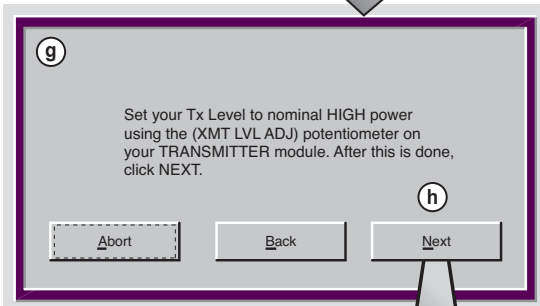 g
Set your Tx Level to nominal HIGH power
using the (XMT LVL ADJ) potentiometer on
your TRANSMITTER module. After this is done,
click NEXT.
h
Abort Back Next